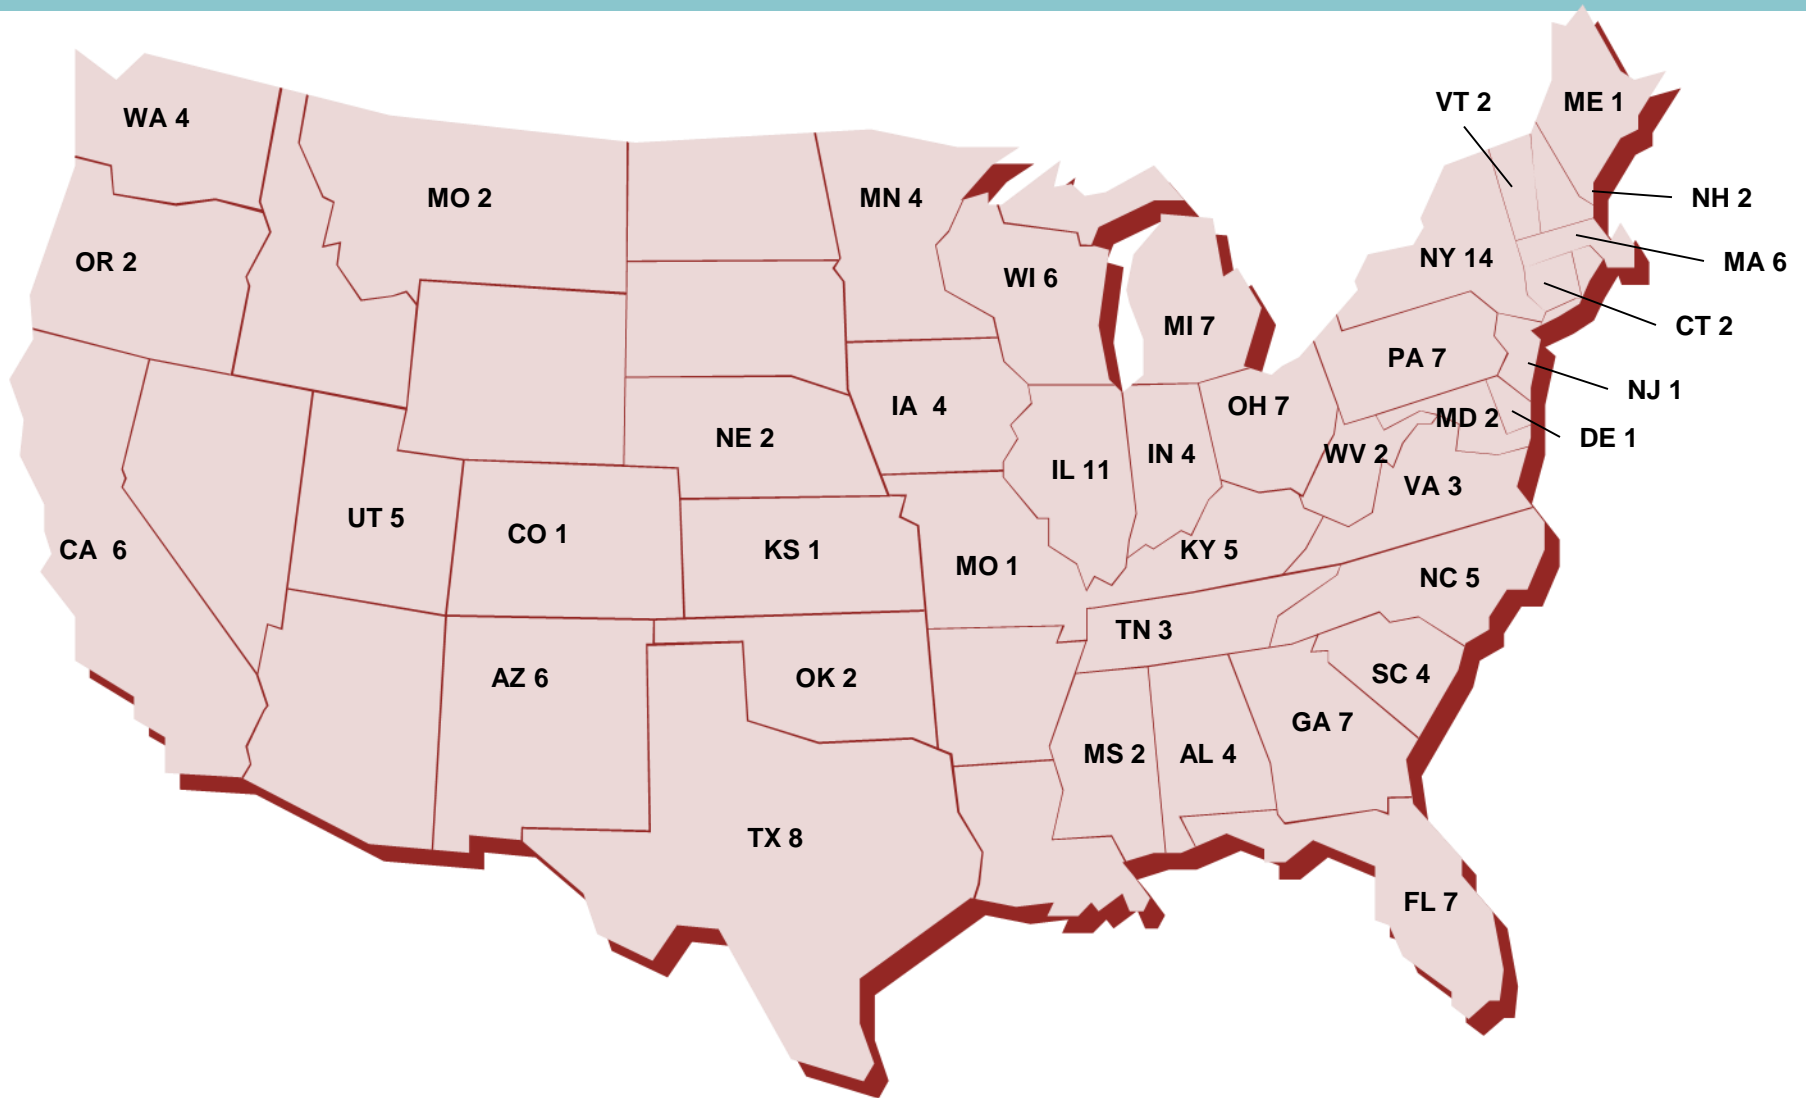 VT 2
ME 1
WA 4
MO 2
MN 4
NH 2
OR 2
NY 14
MA 6
WI 6
MI 7
CT 2
PA 7
NJ 1
IA  4
OH 7
MD 2
NE 2
DE 1
IL 11
IN 4
WV 2
VA 3
UT 5
CO 1
CA  6
KS 1
MO 1
KY 5
NC 5
TN 3
AZ 6
OK 2
SC 4
GA 7
MS 2
AL 4
TX 8
FL 7